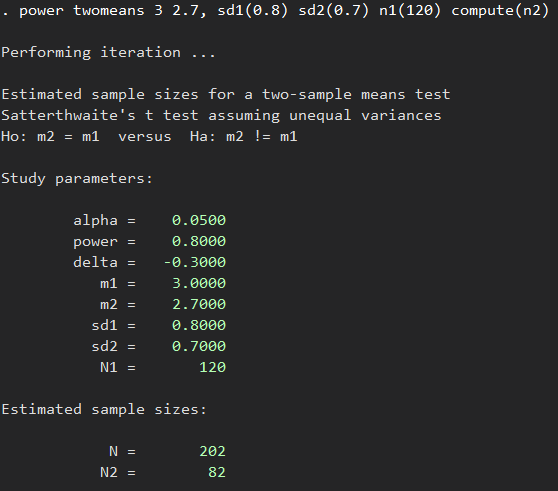 . power twomeans 3 2.7, sd1(0.8) sd2(0.7) n1(120) compute(n2)
Performing iteration ...
Estimated sample sizes for a two-sample means test
Satterthwaite's t test assuming unequal variances
Ho: m2 = m1  versus  Ha: m2 != m1
Study parameters:
alpha =    0.0500
power =    0.8000
delta =   -0.3000
m1 =    3.0000
m2 =    2.7000
sd1 =    0.8000
sd2 =    0.7000
N1 =       120
Estimated sample sizes:
N =       202
N2 =        82